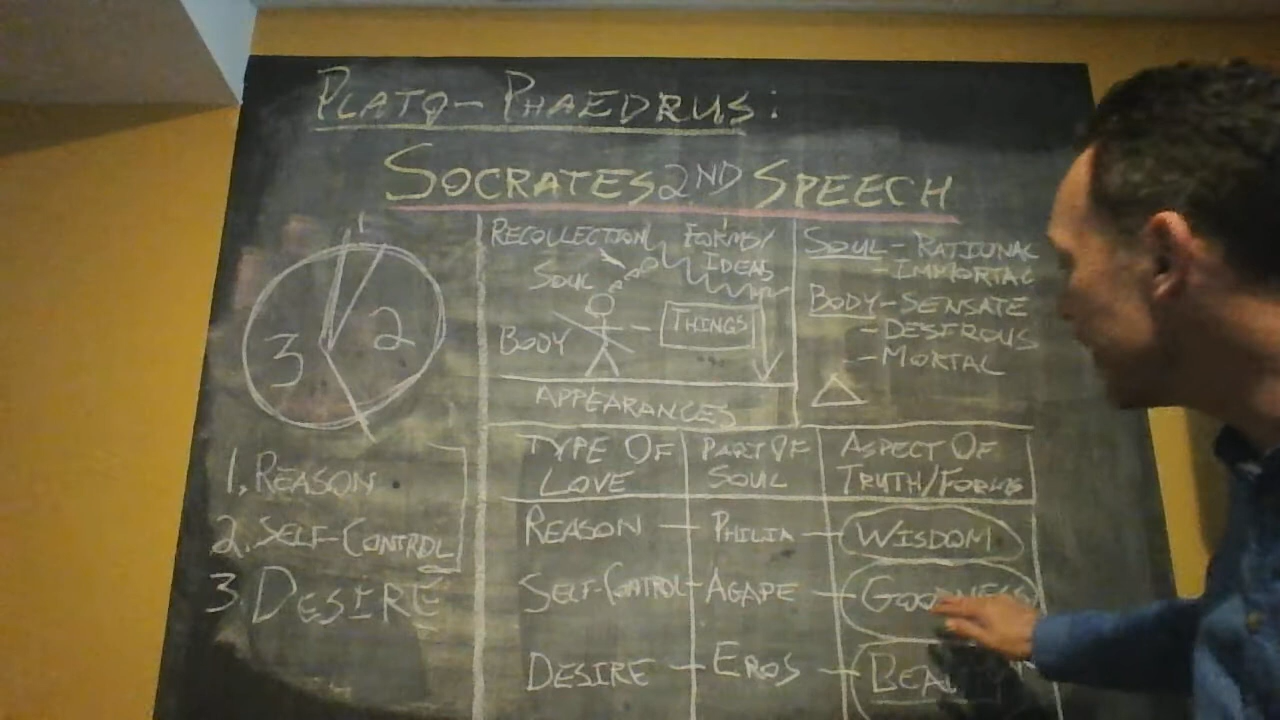 PLATO - PHAEDRUS:
SOCRATES 2ND SPEECH
1
2
3
1. REASON
2. SELF-CONTROL
3. DESIRE
RECOLLECTION
FORMS/
IDEAS
SOUL
BODY
THINGS
APPEARANCES
SOUL - RATIONAL
- IMMORTAL
BODY - SENSATE
- DESIROUS
- MORTAL
TYPE OF LOVE
PART OF SOUL
ASPECT OF TRUTH/FORMS
REASON - PHILIA - WISDOM
SELF-CONTROL - AGAPE -
DESIRE - EROS -